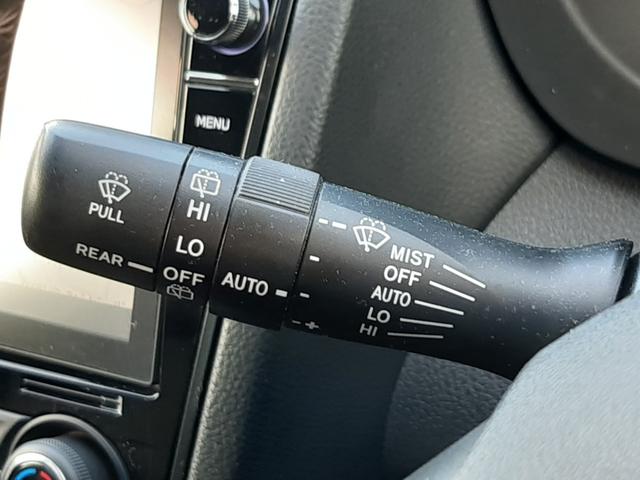 MENU
PULL
REAR
HI
LO
OFF
AUTO
- +
MIST
OFF
AUTO
LO
HI